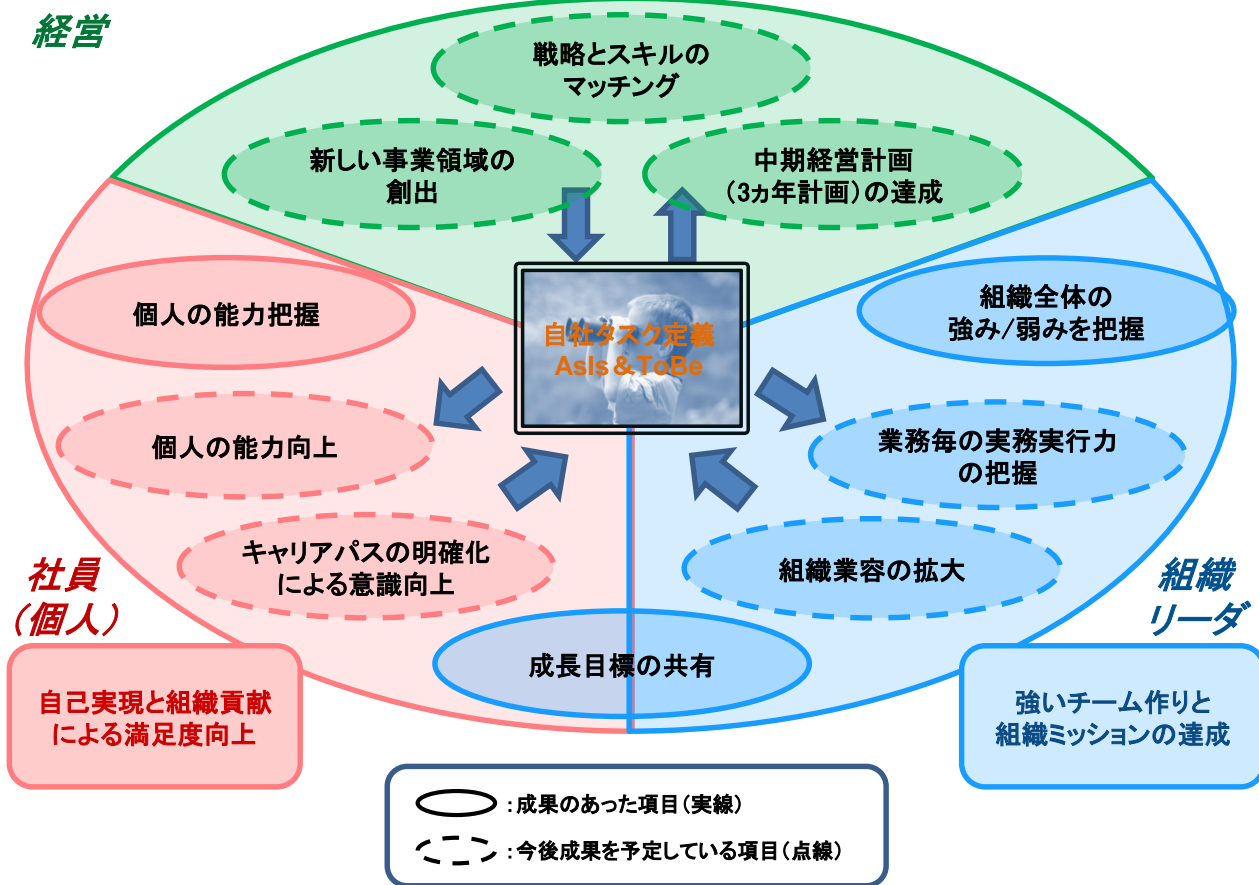 経営
戦略とスキルの
マッチング
新しい事業領域の
創出
中期経営計画
（3ヵ年計画）の達成
個人の能力把握
組織全体の
強み/弱みを把握
自社タスク定義
AsIs＆ToBe
個人の能力向上
業務毎の実務実行力
の把握
キャリアパスの明確化
による意識向上
組織業容の拡大
社員
（個人）
組織
リーダ
成長目標の共有
自己実現と組織貢献
による満足度向上
強いチーム作りと
組織ミッションの達成
：成果のあった項目（実線）
：今後成果を予定している項目（点線）